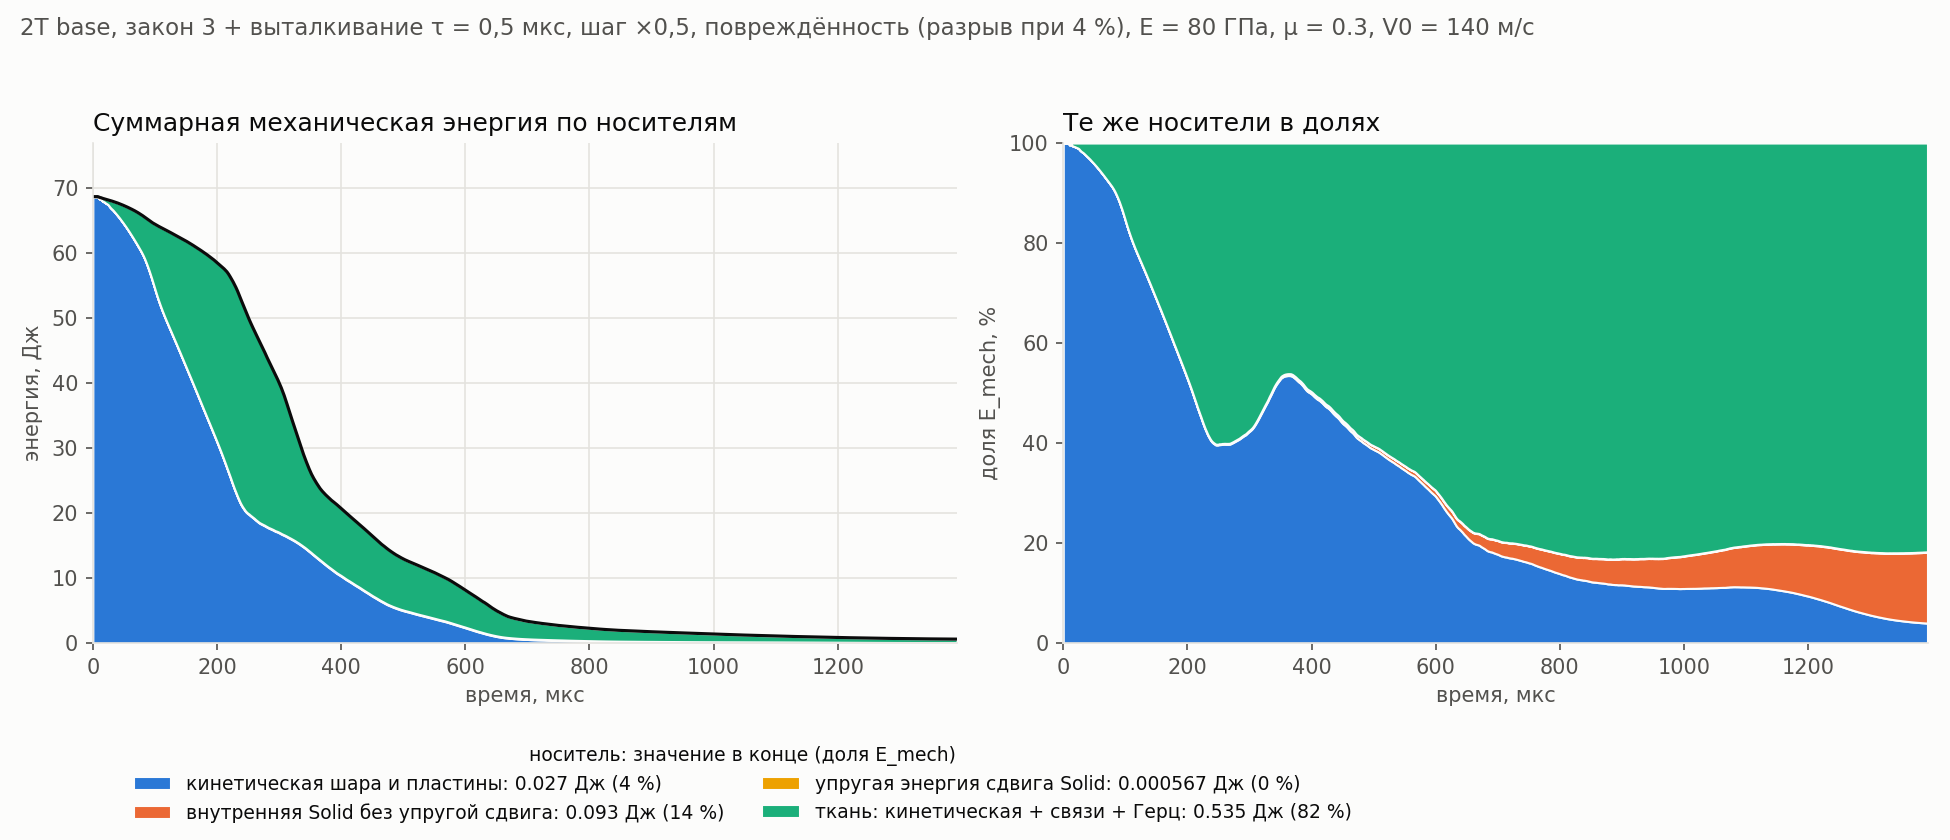 2T base, закон 3 + выталкивание τ = 0,5 мкс, шаг ×0,5, повреждённость (разрыв при 4 %), E = 80 ГПа, μ = 0.3, V0 = 140 м/с
Суммарная механическая энергия по носителям
энергия, Дж
70
60
50
40
30
20
10
0
0 200 400 600 800 1000 1200
время, мкс
Те же носители в долях
доля E_mech, %
100
80
60
40
20
0
0 200 400 600 800 1000 1200
время, мкс
носитель: значение в конце (доля E_mech)
кинетическая шара и пластины: 0.027 Дж (4 %)
внутренняя Solid без упругой сдвига: 0.093 Дж (14 %)
упругая энергия сдвига Solid: 0.000567 Дж (0 %)
ткань: кинетическая + связи + Герц: 0.535 Дж (82 %)